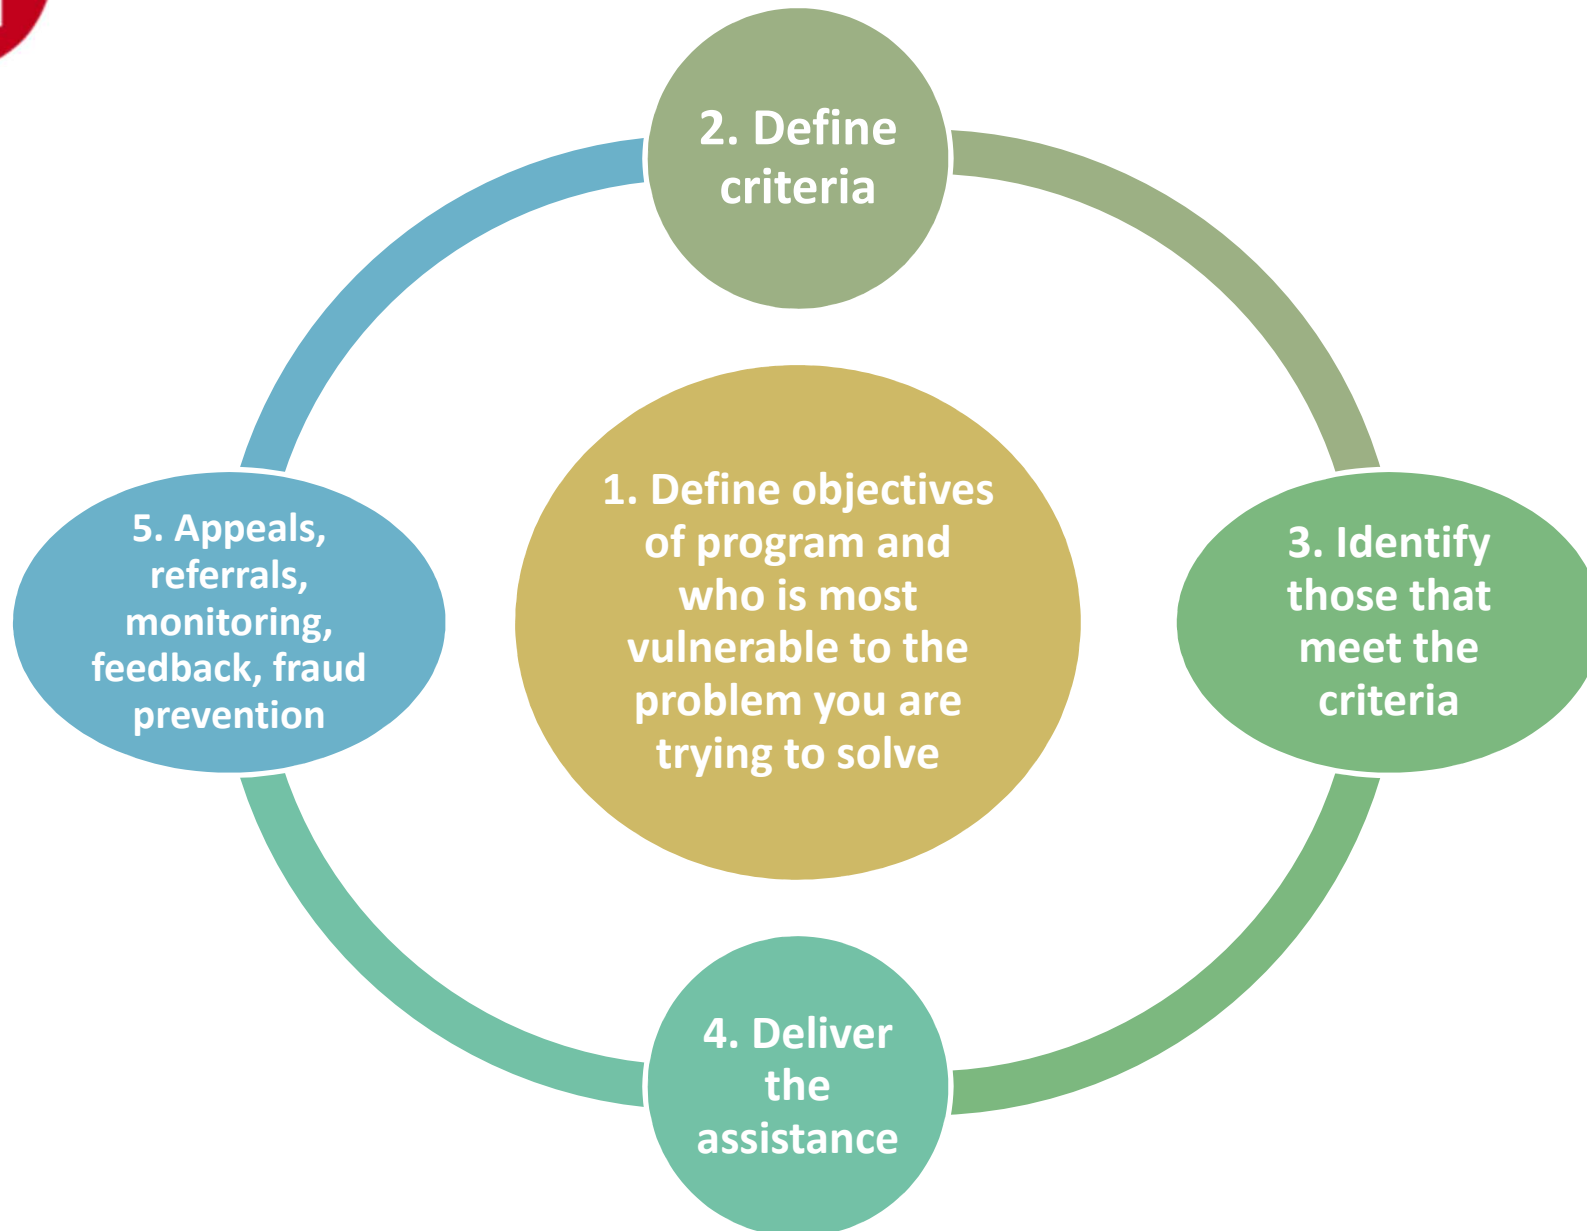 2. Define
criteria
1. Define objectives
of program and
who is most
vulnerable to the
problem you are
trying to solve
3. Identify
those that
meet the
criteria
4. Deliver
the
assistance
5. Appeals,
referrals,
monitoring,
feedback, fraud
prevention